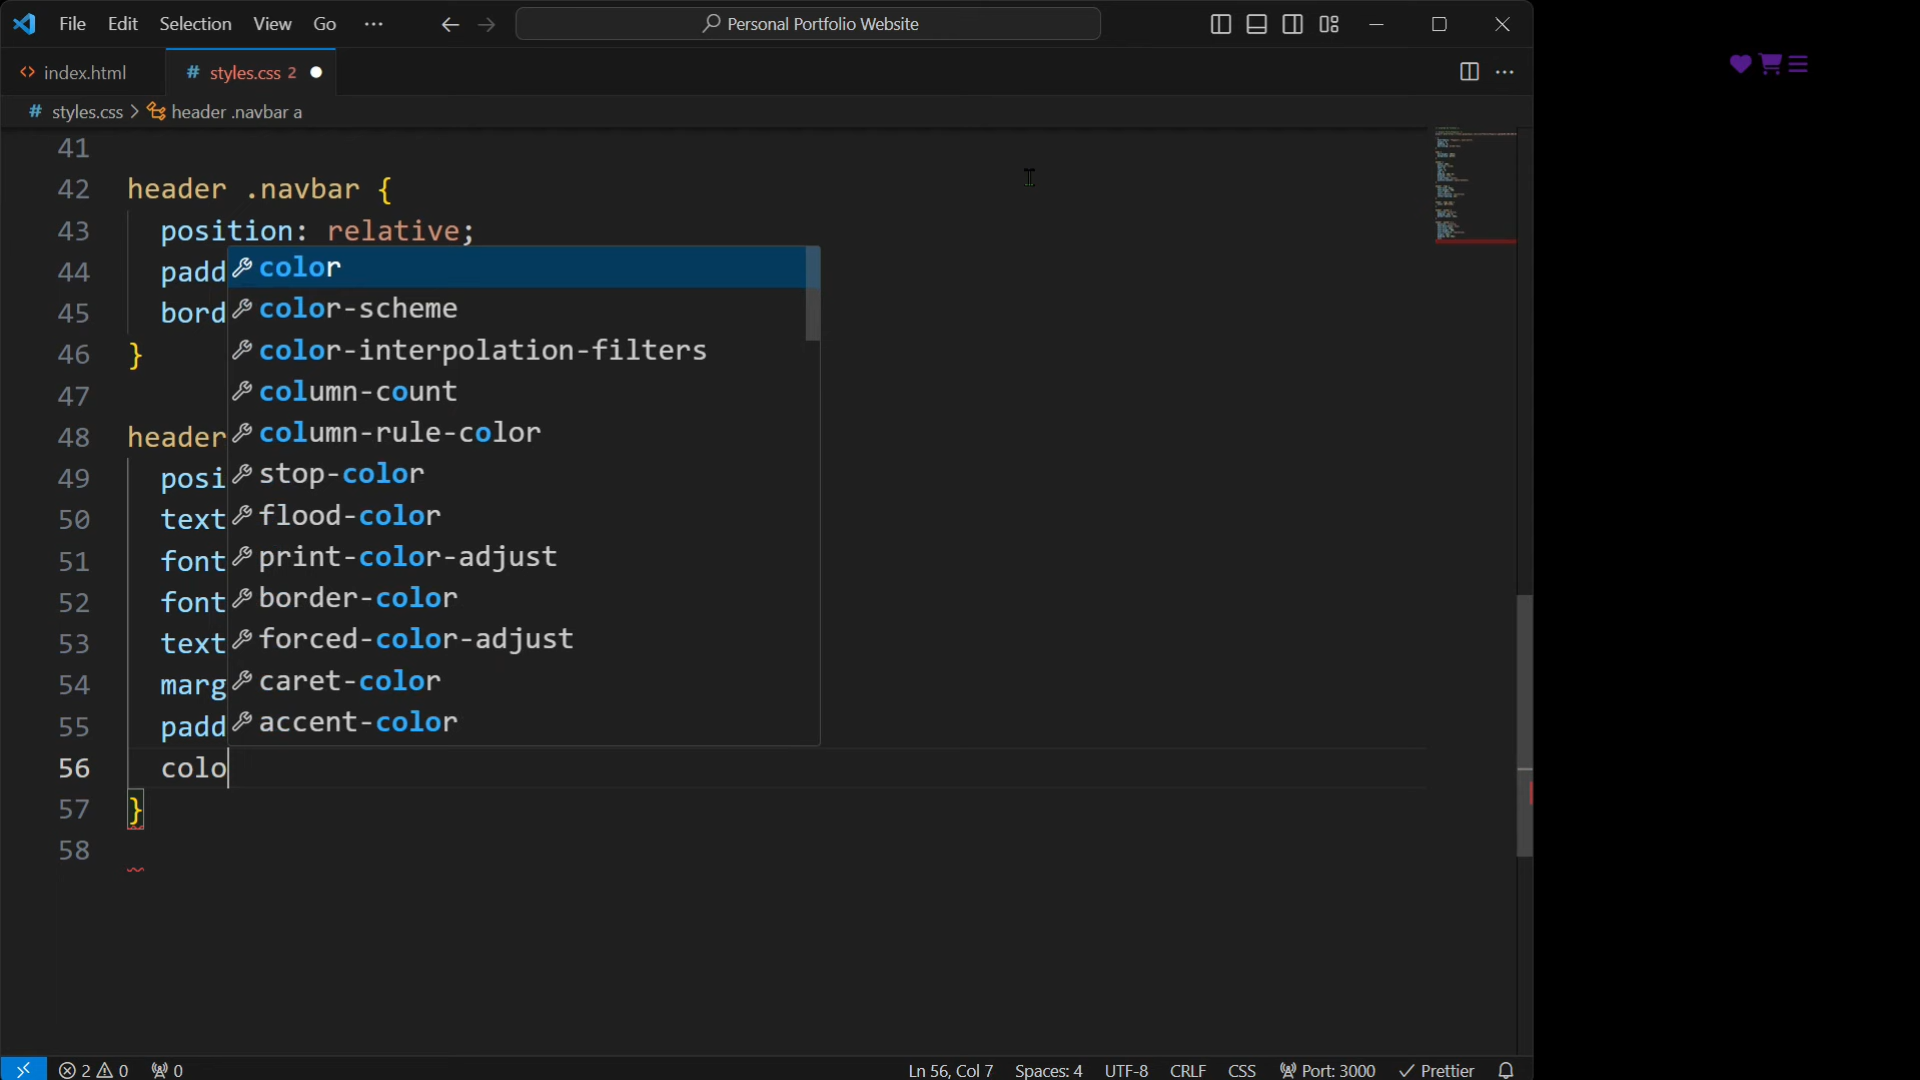 File Edit Selection View Go ··· Personal Portfolio Website
index.html # styles.css 2
# styles.css > header .navbar a
41
42 header .navbar {
43 position: relative;
44 padd
45 bord
46 }
47
48 header
49 posi
50 text
51 font
52 font
53 text
54 marg
55 padd
56 colo
57 }
58
color
color-scheme
color-interpolation-filters
column-count
column-rule-color
stop-color
flood-color
print-color-adjust
border-color
forced-color-adjust
caret-color
accent-color
2 0 0 Ln 56, Col 7 Spaces: 4 UTF-8 CRLF CSS Port: 3000 Prettier